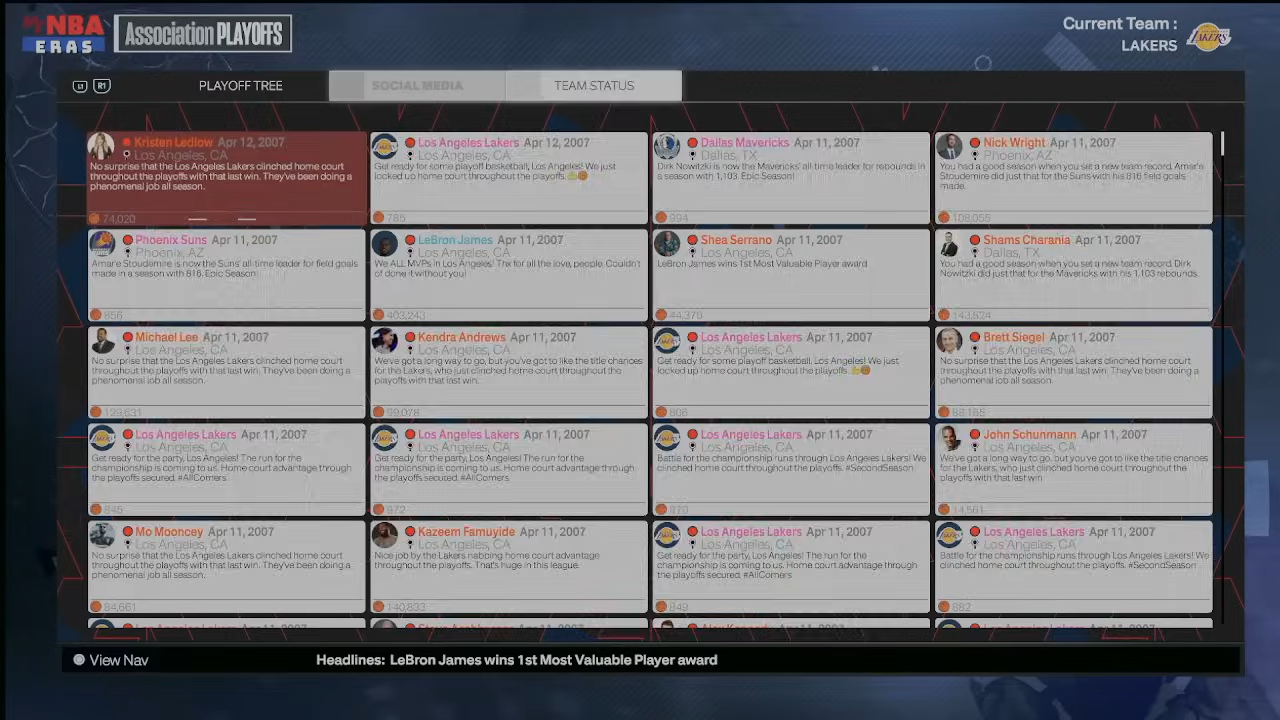 MyNBA ERAS
Association PLAYOFFS
Current Team :
LAKERS
LAKERS
L1 R1
PLAYOFF TREE
SOCIAL MEDIA
TEAM STATUS
Kristen Ledlow Apr 12, 2007
Los Angeles, CA
No surprise that the Los Angeles Lakers clinched home court
throughout the playoffs with that last win. They've been doing a
phenomenal job all season.
74,020
Los Angeles Lakers Apr 12, 2007
Los Angeles, CA
Get ready for some playoff basketball, Los Angeles! We just
locked up home court throughout the playoffs.
785
Dallas Mavericks Apr 11, 2007
Dallas, TX
Dirk Nowitzki is now the Mavericks' all time leader for rebounds in
a season with 1,103. Epic Season!
994
Nick Wright Apr 11, 2007
Phoenix, AZ
You had a good season when you set a new team record. Amar'e
Stoudemire did just that for the Suns with his 816 field goals
made.
108,055
Phoenix Suns Apr 11, 2007
Phoenix, AZ
Amar'e Stoudemire is now the Suns' all-time leader for field goals
made in a season with 816. Epic Season!
856
LeBron James Apr 11, 2007
Los Angeles, CA
We ALL MVPs in Los Angeles! Thx for all the love, people. Couldn't
of done it without you!
403,243
Shea Serrano Apr 11, 2007
Los Angeles, CA
LeBron James wins 1st Most Valuable Player award
44,379
Shams Charania Apr 11, 2007
Dallas, TX
You had a good season when you set a new team record. Dirk
Nowitzki did just that for the Mavericks with his 1,103 rebounds.
143,524
Michael Lee Apr 11, 2007
Los Angeles, CA
No surprise that the Los Angeles Lakers clinched home court
throughout the playoffs with that last win. They've been doing a
phenomenal job all season.
129,631
Kendra Andrews Apr 11, 2007
Los Angeles, CA
We've got a long way to go, but you've got to like the title chances
for the Lakers, who just clinched home court throughout the
playoffs with that last win.
99,078
Los Angeles Lakers Apr 11, 2007
Los Angeles, CA
Get ready for some playoff basketball, Los Angeles! We just
locked up home court throughout the playoffs.
806
Brett Siegel Apr 11, 2007
Los Angeles, CA
No surprise that the Los Angeles Lakers clinched home court
throughout the playoffs with that last win. They've been doing a
phenomenal job all season.
88,165
Los Angeles Lakers Apr 11, 2007
Los Angeles, CA
Get ready for the party, Los Angeles! The run for the
championship is coming to us. Home court advantage through
the playoffs secured. #AllComers
845
Los Angeles Lakers Apr 11, 2007
Los Angeles, CA
Get ready for the party, Los Angeles! The run for the
championship is coming to us. Home court advantage through
the playoffs secured. #AllComers
972
Los Angeles Lakers Apr 11, 2007
Los Angeles, CA
Battle for the championship runs through Los Angeles Lakers! We
clinched home court throughout the playoffs. #SecondSeason
870
John Schuhmann Apr 11, 2007
Los Angeles, CA
We've got a long way to go, but you've got to like the title chances
for the Lakers, who just clinched home court throughout the
playoffs with that last win.
14,561
Mo Mooncey Apr 11, 2007
Los Angeles, CA
No surprise that the Los Angeles Lakers clinched home court
throughout the playoffs with that last win. They've been doing a
phenomenal job all season.
84,661
Kazeem Famuyide Apr 11, 2007
Los Angeles, CA
Nice job by the Lakers nabbing home court advantage
throughout the playoffs. That's huge in this league.
140,833
Los Angeles Lakers Apr 11, 2007
Los Angeles, CA
Get ready for the party, Los Angeles! The run for the
championship is coming to us. Home court advantage through
the playoffs secured. #AllComers
849
Los Angeles Lakers Apr 11, 2007
Los Angeles, CA
Battle for the championship runs through Los Angeles Lakers! We
clinched home court throughout the playoffs. #SecondSeason
882
View Nav
Headlines: LeBron James wins 1st Most Valuable Player award